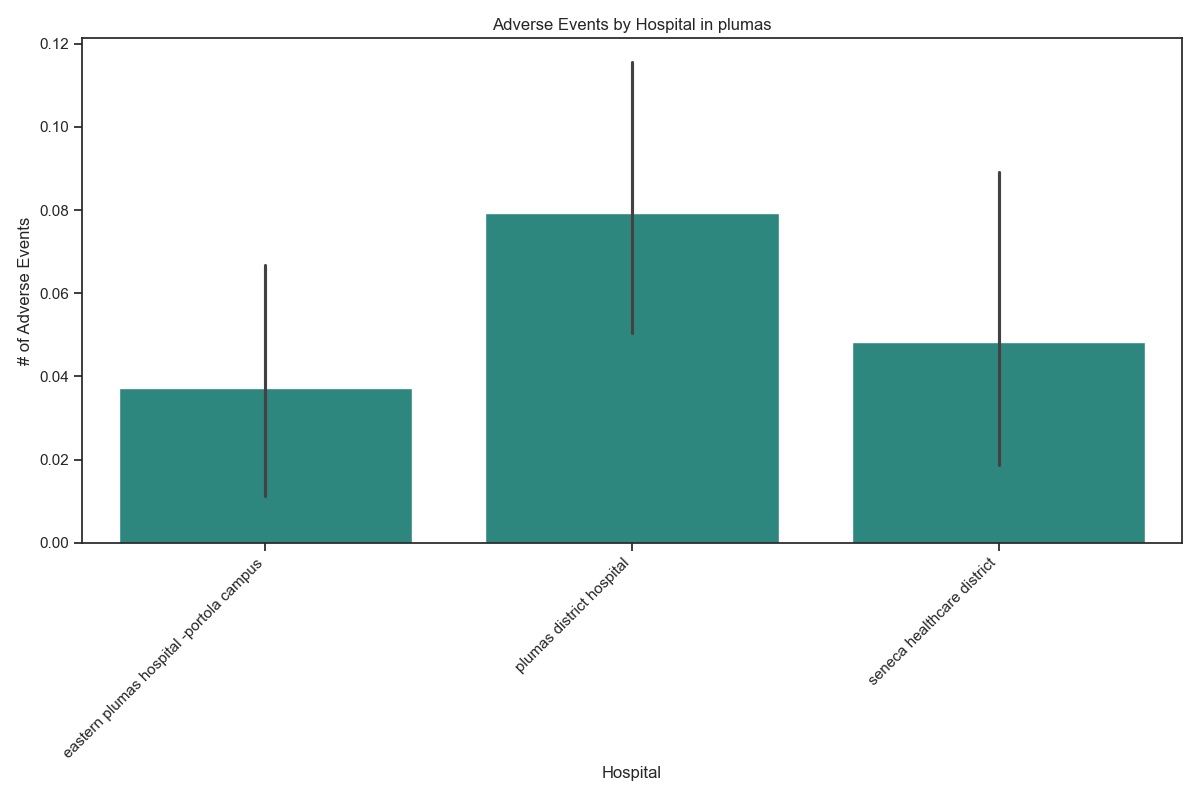 Adverse Events by Hospital in plumas
# of Adverse Events
0.12
0.10
0.08
0.06
0.04
0.02
0.00
eastern plumas hospital -portola campus
plumas district hospital
seneca healthcare district
Hospital